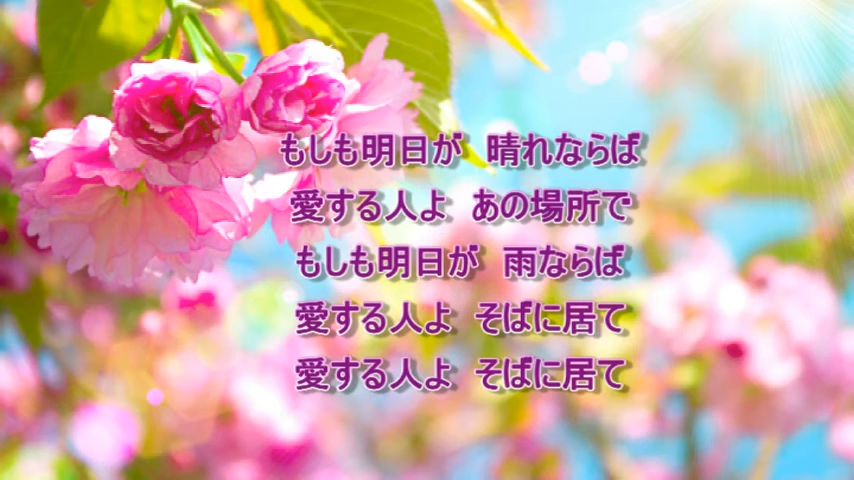 もしも明日が　晴れならば
愛する人よ　あの場所で
もしも明日が　雨ならば
愛する人よ　そばに居て
愛する人よ　そばに居て